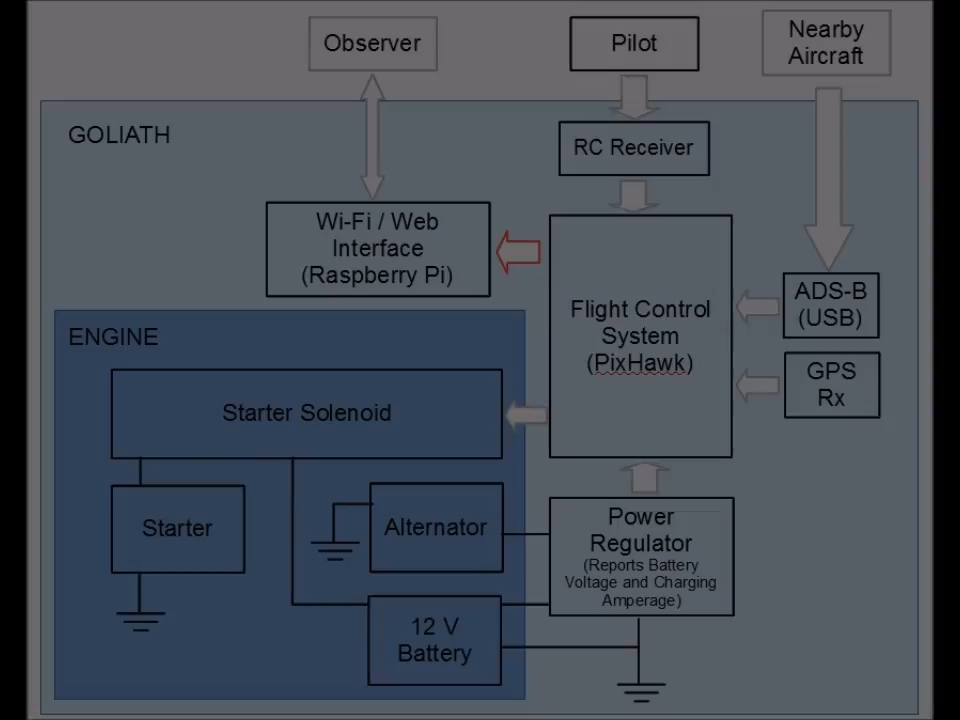 Observer
Pilot
Nearby
Aircraft
GOLIATH
RC Receiver
Wi-Fi / Web
Interface
(Raspberry Pi)
Flight Control
System
(PixHawk)
ADS-B
(USB)
GPS
Rx
ENGINE
Starter Solenoid
Starter
Alternator
Power
Regulator
(Reports Battery
Voltage and Charging
Amperage)
12 V
Battery